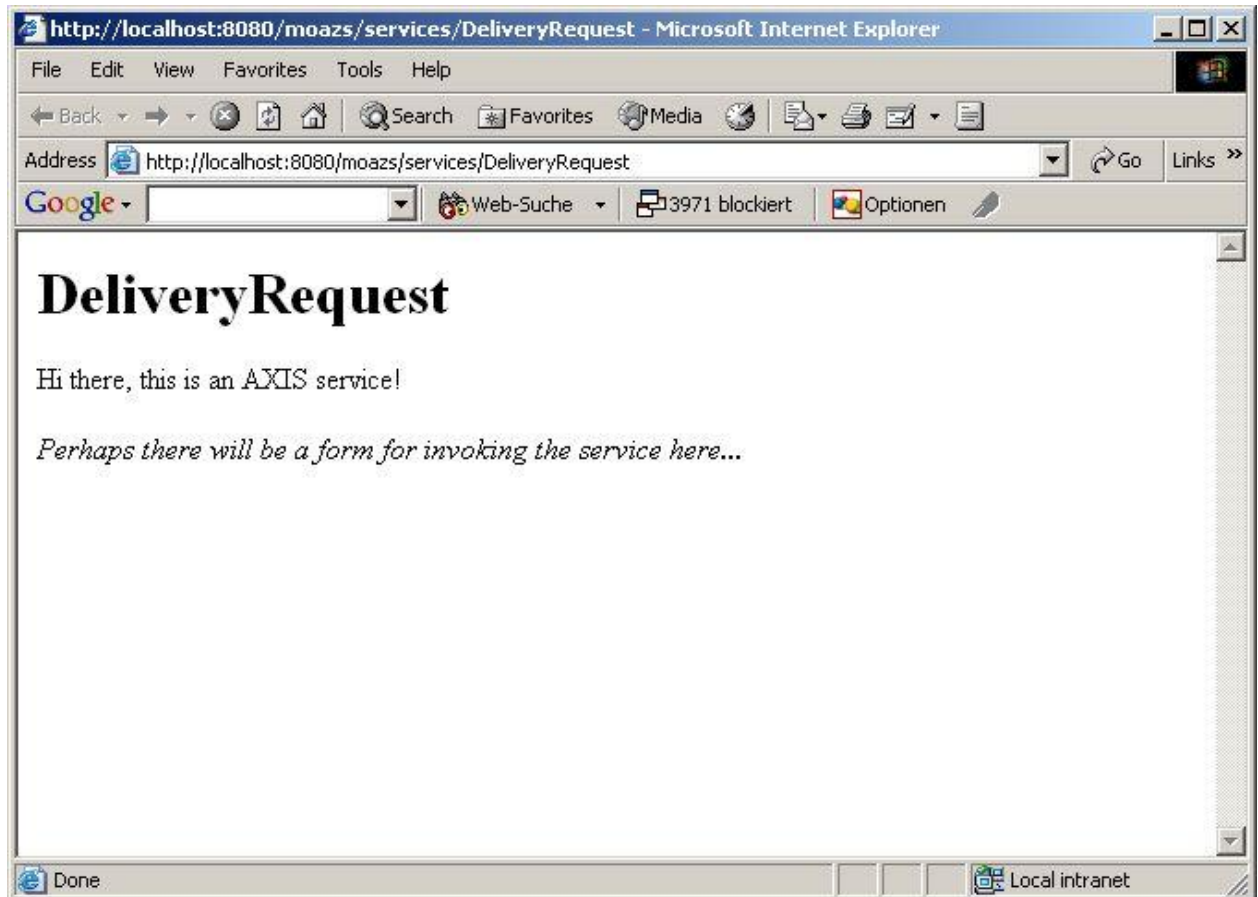 http://localhost:8080/moazs/services/DeliveryRequest - Microsoft Internet Explorer
File Edit View Favorites Tools Help
Back Search Favorites Media
Address http://localhost:8080/moazs/services/DeliveryRequest Go Links »
Google Web-Suche 3971 blockiert Optionen
DeliveryRequest
Hi there, this is an AXIS service!
Perhaps there will be a form for invoking the service here...
Done Local intranet